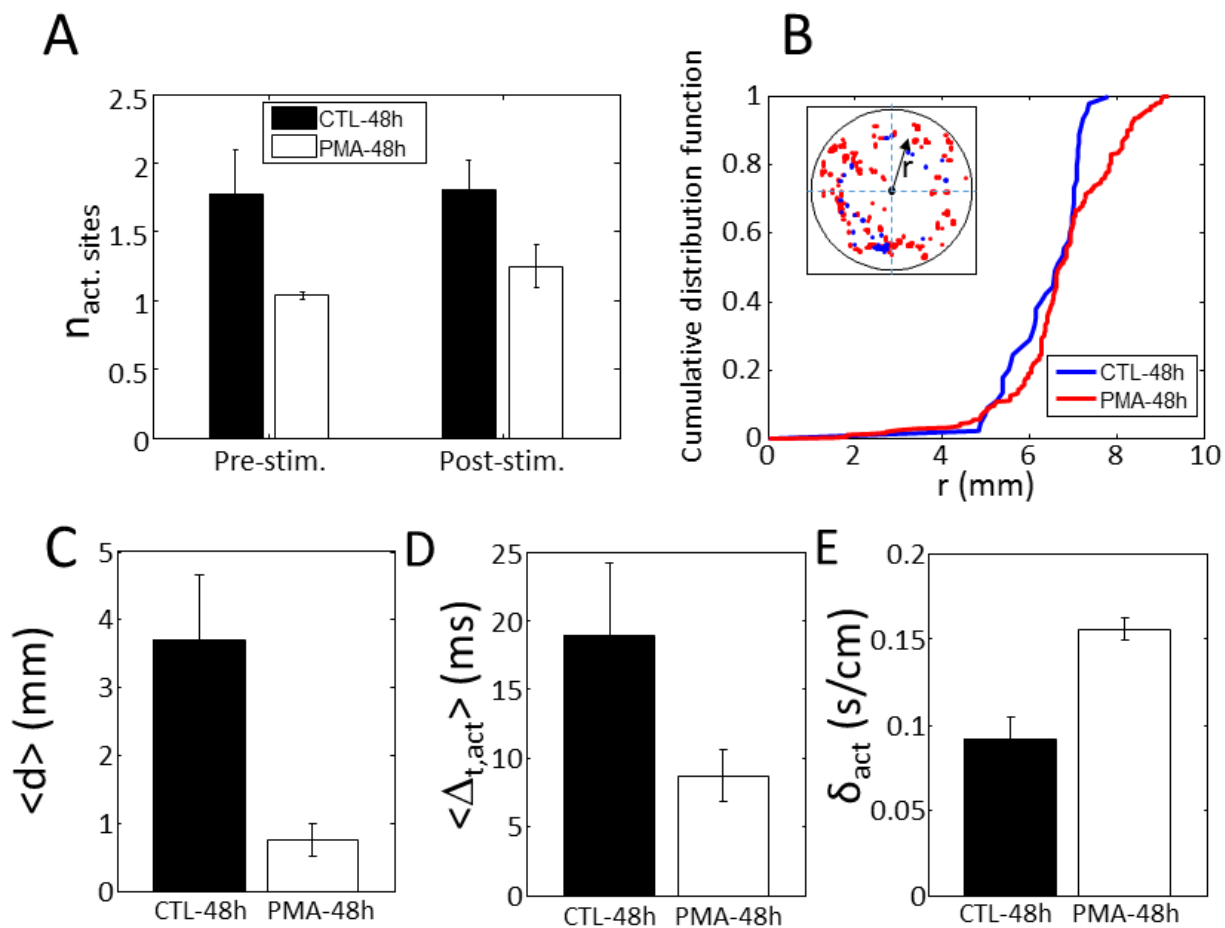 A
n act. sites
2.5
2
1.5
1
0.5
0
CTL-48h
PMA-48h
Pre-stim.
Post-stim.
B
Cumulative distribution function
1
0.8
0.6
0.4
0.2
0
r
CTL-48h
PMA-48h
0 2 4 6 8 10
r (mm)
C
<d> (mm)
5
4
3
2
1
0
CTL-48h PMA-48h
D
<Δt,act> (ms)
25
20
15
10
5
0
CTL-48h PMA-48h
E
δact (s/cm)
0.2
0.15
0.1
0.05
0
CTL-48h PMA-48h